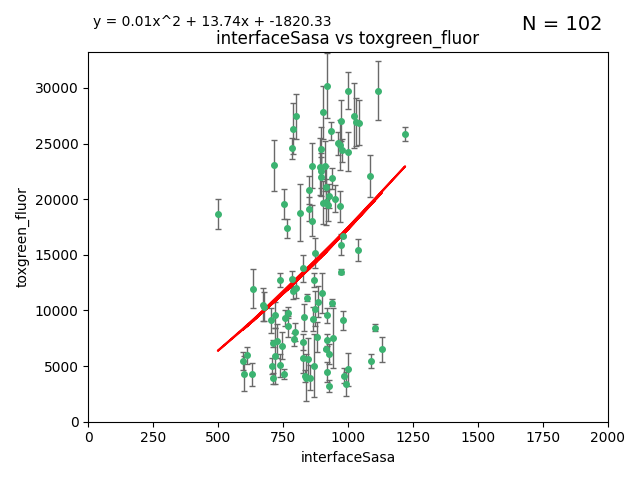 y = 0.01x^2 + 13.74x + -1820.33
N = 102
interfaceSasa vs toxgreen_fluor
toxgreen_fluor
30000
25000
20000
15000
10000
5000
0
0 250 500 750 1000 1250 1500 1750 2000
interfaceSasa